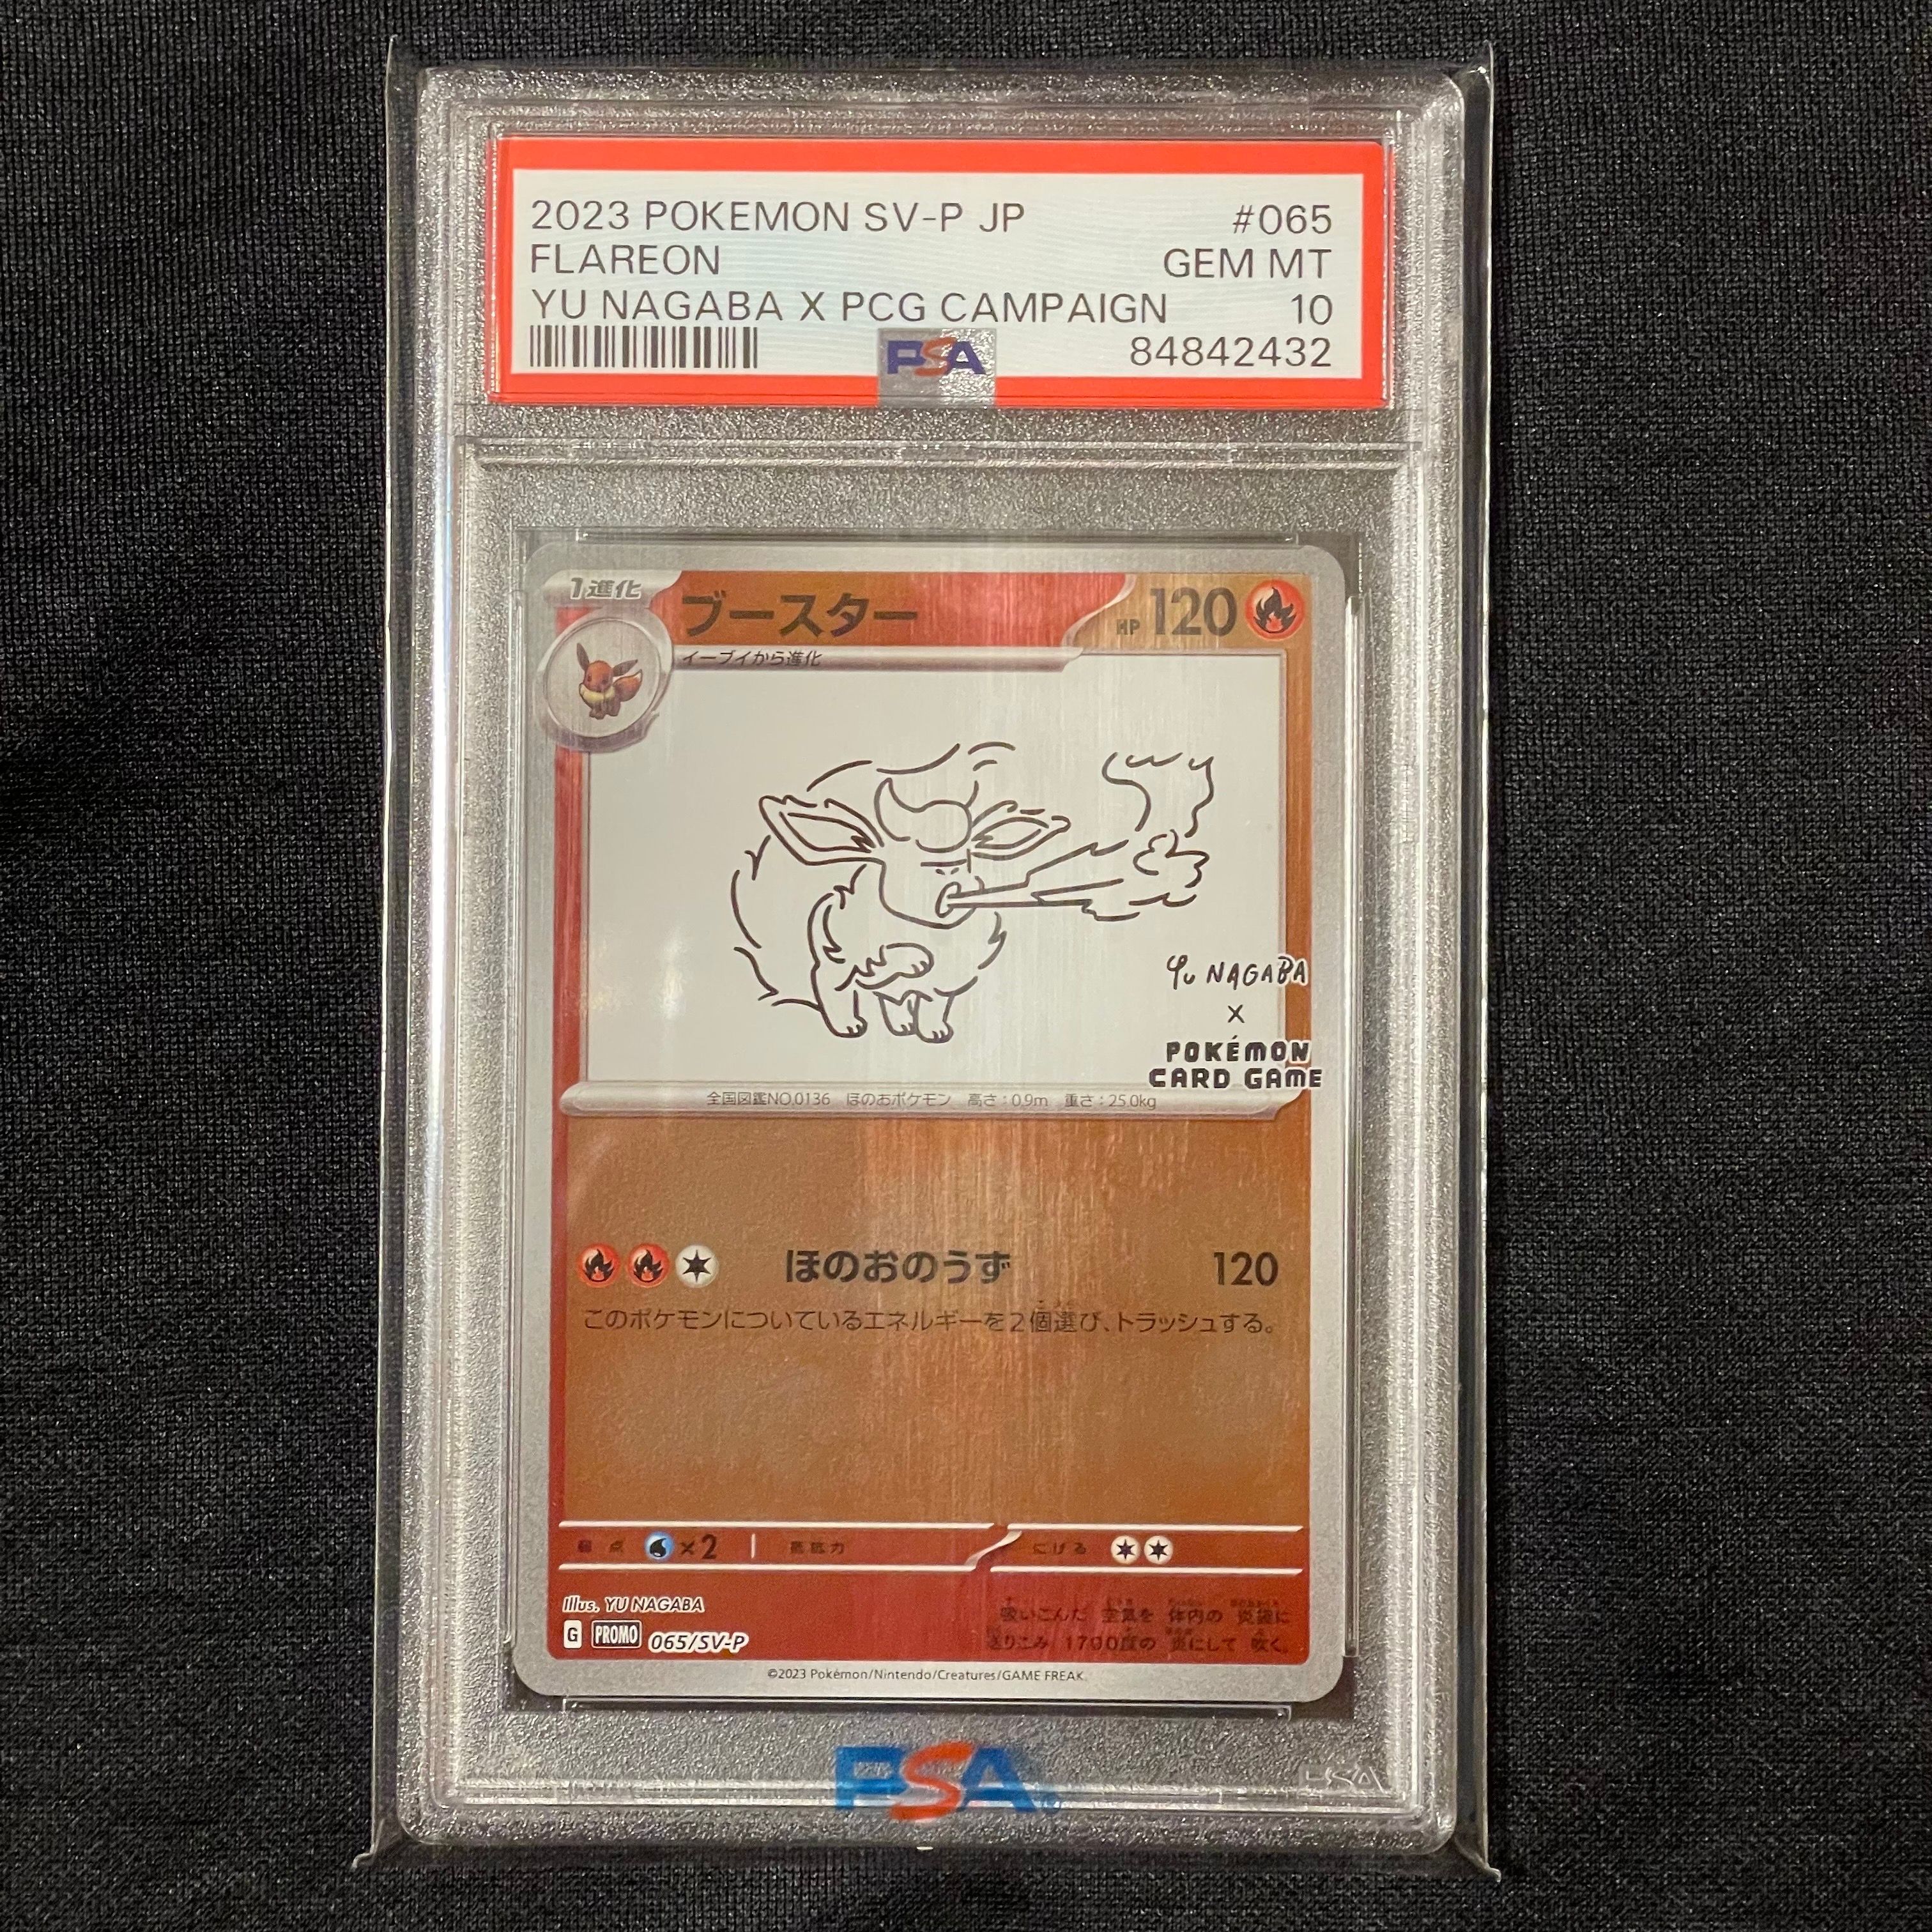 2023 POKEMON SV-P JP #065
FLAREON GEM MT
YU NAGABA X PCG CAMPAIGN 10
PSA 84842432
1進化 ブースター HP 120
イーブイから進化
Yu NAGABA
×
POKÉMON
CARD GAME
全国図鑑NO.0136 ほのおポケモン 高さ:0.9m 重さ:25.0kg
ほのおのうず 120
このポケモンについているエネルギーを2個選び、トラッシュする。
弱点 ×2 抵抗力 にげる
Illus. YU NAGABA
G PROMO 065/SV-P
吸いこんだ 空気を 体内の 炎袋に
送りこみ 1700度の 炎にして 吹く。
©2023 Pokémon/Nintendo/Creatures/GAME FREAK.
PSA
PSA